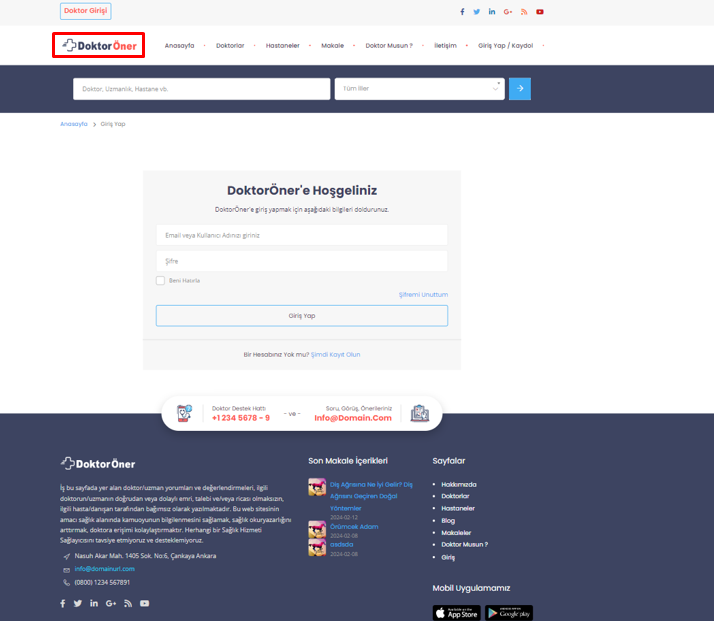 Doktor Girişi
DoktorÖner
Anasayfa
Doktorlar
Hastaneler
Makale
Doktor Musun ?
İletişim
Giriş Yap / Kaydol
Doktor, Uzmanlık, Hastane vb.
Tüm İller
Anasayfa > Giriş Yap
DoktorÖner'e Hoşgeliniz
DoktorÖner'e giriş yapmak için aşağıdaki bilgileri doldurunuz.
Email veya Kullanıcı Adınızı giriniz
Şifre
Beni Hatırla
Şifremi Unuttum
Giriş Yap
Bir Hesabınız Yok mu? Şimdi Kayıt Olun
Doktor Destek Hattı
+1 234 5678 - 9
- ve -
Soru, Görüş, Önerileriniz
Info@Domain.Com
DoktorÖner
İş bu sayfada yer alan doktor/uzman yorumları ve değerlendirmeleri, ilgili
doktorun/uzmanın doğrudan veya dolaylı emri, talebi ve/veya ricası olmaksızın,
ilgili hasta/danışan tarafından bağımsız olarak yazılmaktadır. Bu web sitesinin
amacı sağlık alanında kamuoyunun bilgilenmesini sağlamak, sağlık okuryazarlığını
arttırmak, doktora erişimi kolaylaştırmaktır. Herhangi bir Sağlık Hizmeti
Sağlayıcısını tavsiye etmiyoruz ve desteklemiyoruz.
Nasuh Akar Mah. 1405 Sok. No:6, Çankaya Ankara
info@domainurl.com
(0800) 1234 567891
Son Makale İçerikleri
Diş Ağrısına Ne İyi Gelir? Diş
Ağrısını Geçiren Doğal
Yöntemler
2024-02-12
Örümcek Adam
2024-02-08
asdsda
2024-02-08
Sayfalar
Hakkımızda
Doktorlar
Hastaneler
Blog
Makaleler
Doktor Musun ?
Giriş
Mobil Uygulamamız
App Store
Google play